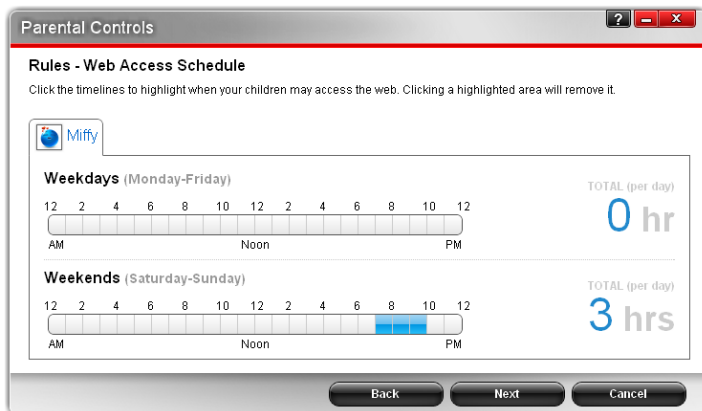 Parental Controls
?
Rules - Web Access Schedule
Click the timelines to highlight when your children may access the web. Clicking a highlighted area will remove it.
Miffy
Weekdays (Monday-Friday)
TOTAL (per day)
12 2 4 6 8 10 12 2 4 6 8 10 12
0 hr
AM Noon PM
Weekends (Saturday-Sunday)
TOTAL (per day)
12 2 4 6 8 10 12 2 4 6 8 10 12
3 hrs
AM Noon PM
Back Next Cancel